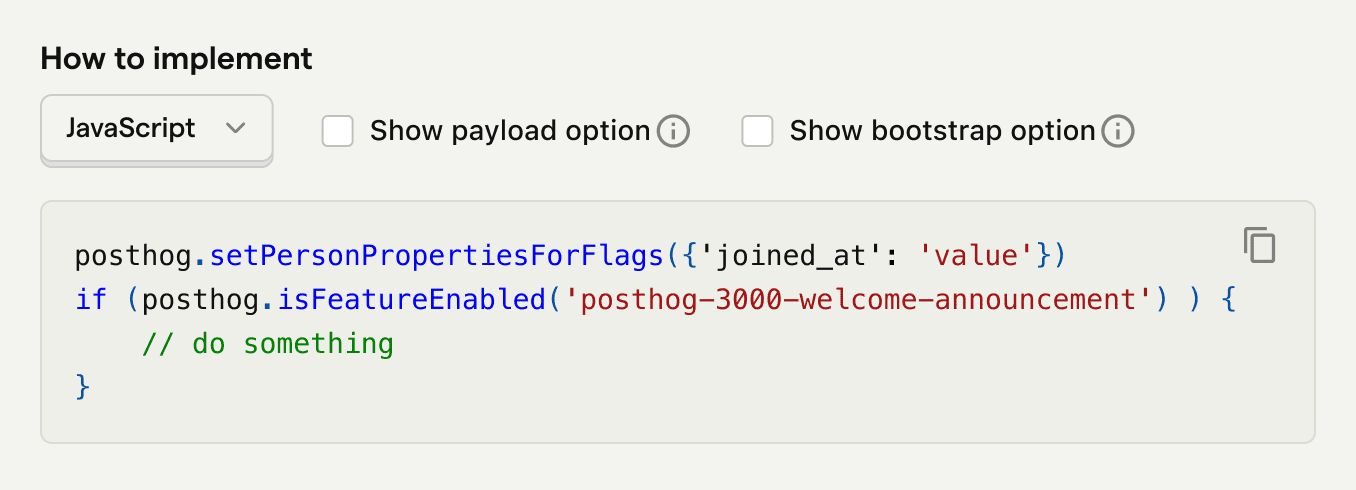 How to implement
JavaScript Show payload option Show bootstrap option
posthog.setPersonPropertiesForFlags({'joined_at': 'value'})
if (posthog.isFeatureEnabled('posthog-3000-welcome-announcement') ) {
    // do something
}